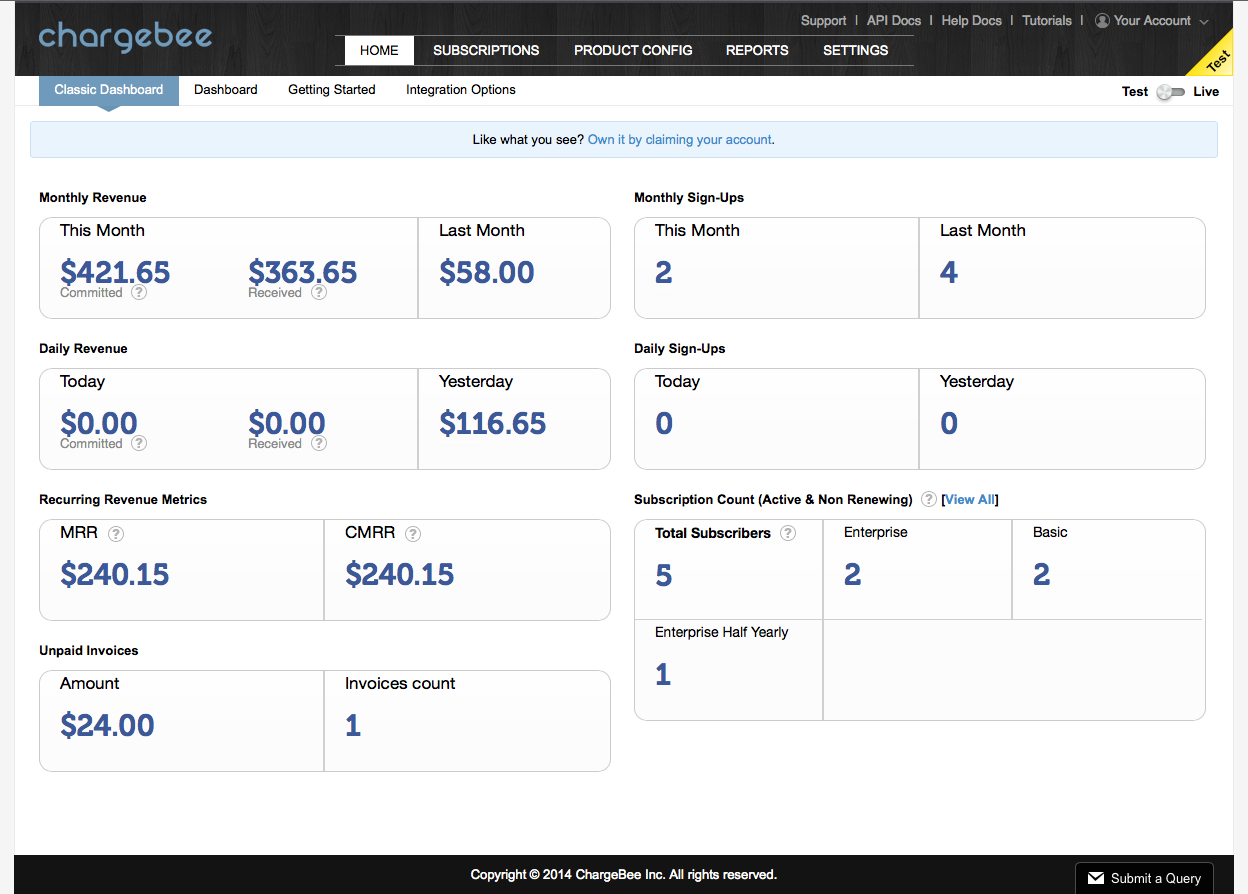 chargebee
Support | API Docs | Help Docs | Tutorials | Your Account
HOME SUBSCRIPTIONS PRODUCT CONFIG REPORTS SETTINGS
Test
Classic Dashboard Dashboard Getting Started Integration Options
Test Live
Like what you see? Own it by claiming your account.
Monthly Revenue
This Month Last Month
$421.65 $363.65 $58.00
Committed ? Received ?
Monthly Sign-Ups
This Month Last Month
2 4
Daily Revenue
Today Yesterday
$0.00 $0.00 $116.65
Committed ? Received ?
Daily Sign-Ups
Today Yesterday
0 0
Recurring Revenue Metrics
MRR ? CMRR ?
$240.15 $240.15
Subscription Count (Active & Non Renewing) ? [View All]
Total Subscribers ? Enterprise Basic
5 2 2
Enterprise Half Yearly
1
Unpaid Invoices
Amount Invoices count
$24.00 1
Copyright © 2014 ChargeBee Inc. All rights reserved.
Submit a Query